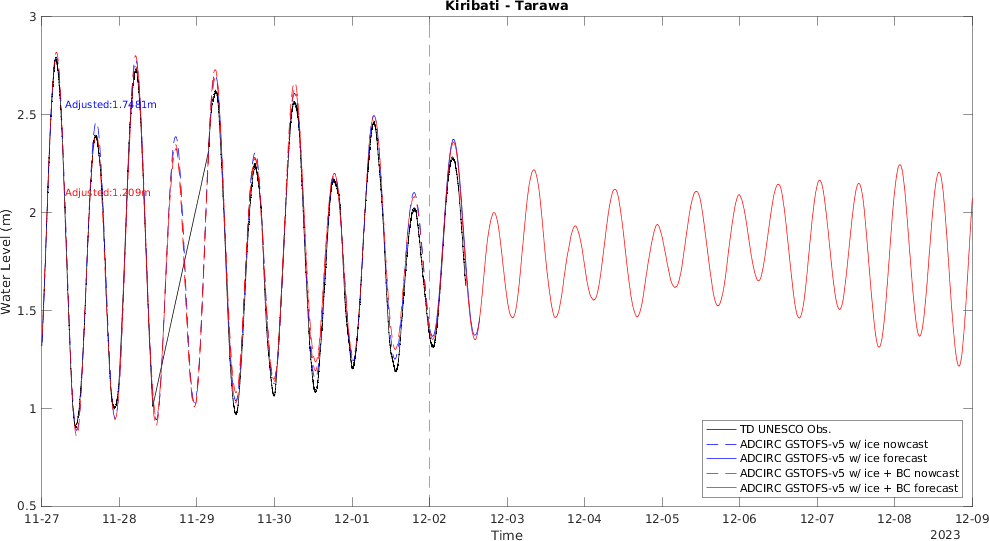 Kiribati - Tarawa
3
2.5
2
1.5
1
0.5
Water Level (m)
Adjusted:1.7481m
Adjusted:1.209m
TD UNESCO Obs.
ADCIRC GSTOFS-v5 w/ ice nowcast
ADCIRC GSTOFS-v5 w/ ice forecast
ADCIRC GSTOFS-v5 w/ ice + BC nowcast
ADCIRC GSTOFS-v5 w/ ice + BC forecast
11-27 11-28 11-29 11-30 12-01 12-02 12-03 12-04 12-05 12-06 12-07 12-08 12-09
Time
2023